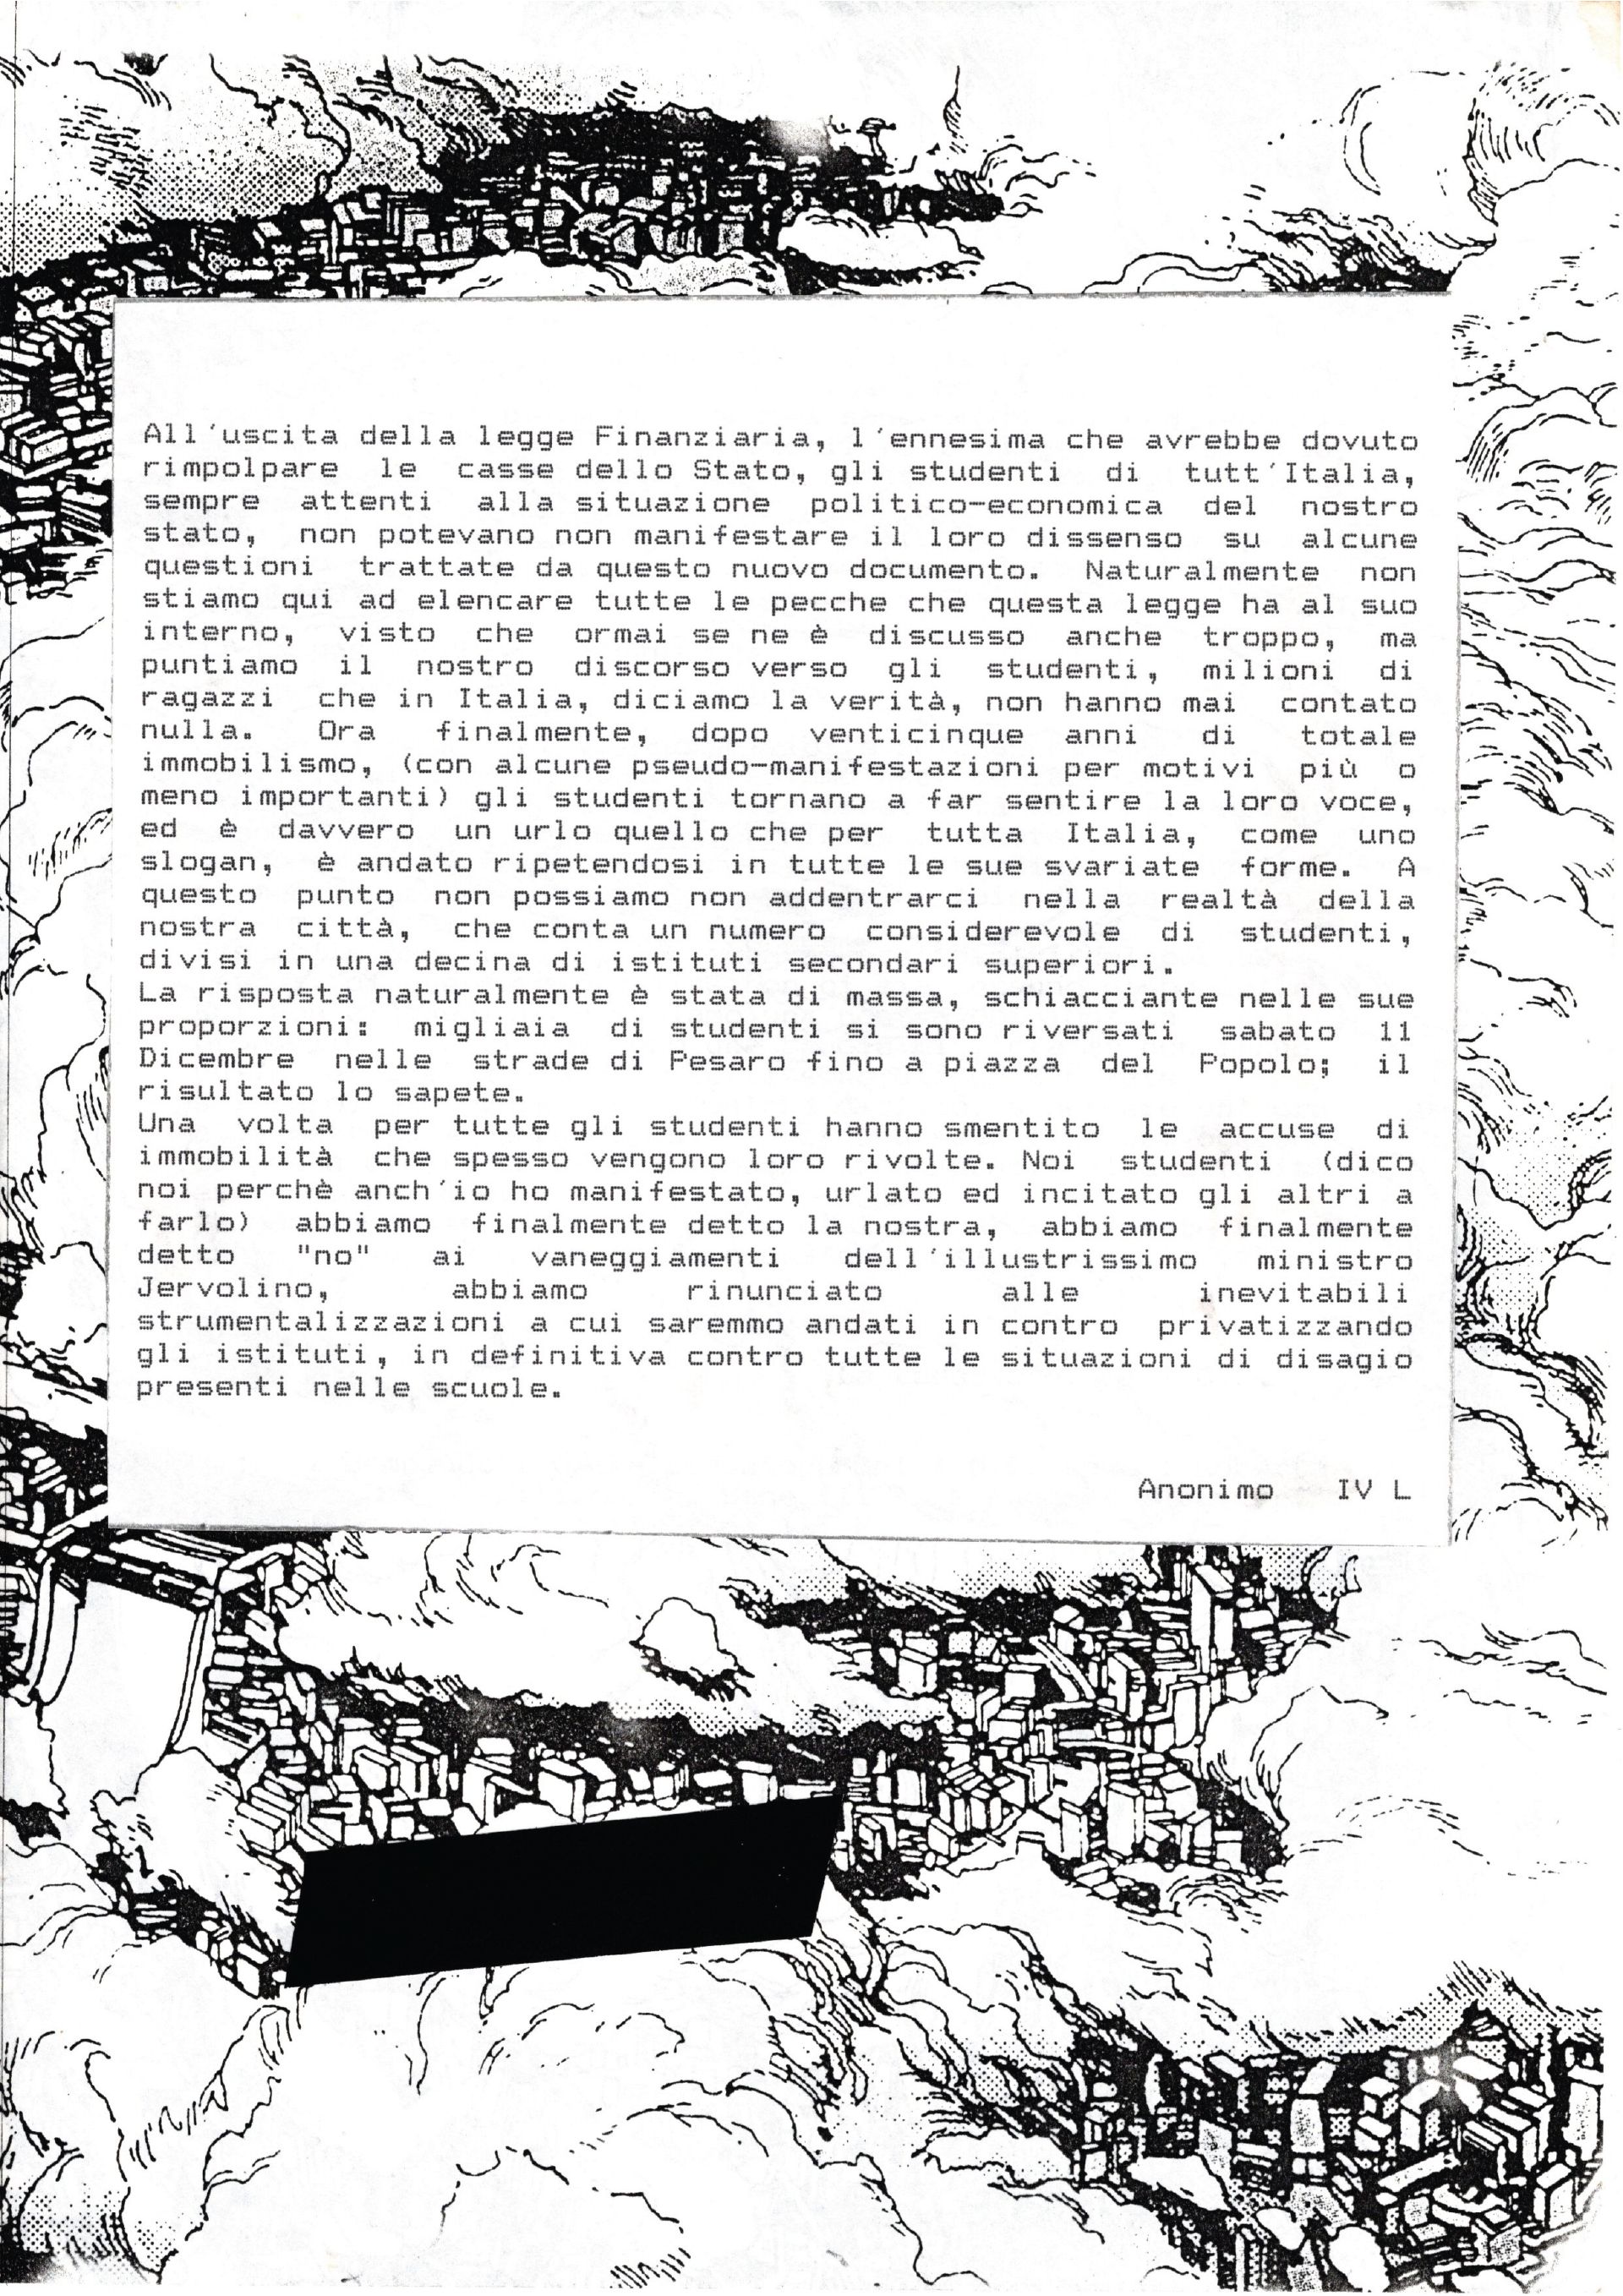 All'uscita della legge Finanziaria, l'ennesima che avrebbe dovuto
rimpolpare le casse dello Stato, gli studenti di tutt'Italia,
sempre attenti alla situazione politico-economica del nostro
stato, non potevano non manifestare il loro dissenso su alcune
questioni trattate da questo nuovo documento. Naturalmente non
stiamo qui ad elencare tutte le pecche che questa legge ha al suo
interno, visto che ormai se ne è discusso anche troppo, ma
puntiamo il nostro discorso verso gli studenti, milioni di
ragazzi che in Italia, diciamo la verità, non hanno mai contato
nulla. Ora finalmente, dopo venticinque anni di totale
immobilismo, (con alcune pseudo-manifestazioni per motivi più o
meno importanti) gli studenti tornano a far sentire la loro voce,
ed è davvero un urlo quello che per tutta Italia, come uno
slogan, è andato ripetendosi in tutte le sue svariate forme. A
questo punto non possiamo non addentrarci nella realtà della
nostra città, che conta un numero considerevole di studenti,
divisi in una decina di istituti secondari superiori.
La risposta naturalmente è stata di massa, schiacciante nelle sue
proporzioni: migliaia di studenti si sono riversati sabato 11
Dicembre nelle strade di Pesaro fino a piazza del Popolo; il
risultato lo sapete.
Una volta per tutte gli studenti hanno smentito le accuse di
immobilità che spesso vengono loro rivolte. Noi studenti (dico
noi perchè anch'io ho manifestato, urlato ed incitato gli altri a
farlo) abbiamo finalmente detto la nostra, abbiamo finalmente
detto "no" ai vaneggiamenti dell'illustrissimo ministro
Jervolino, abbiamo rinunciato alle inevitabili
strumentalizzazioni a cui saremmo andati in contro privatizzando
gli istituti, in definitiva contro tutte le situazioni di disagio
presenti nelle scuole.
Anonimo IV L